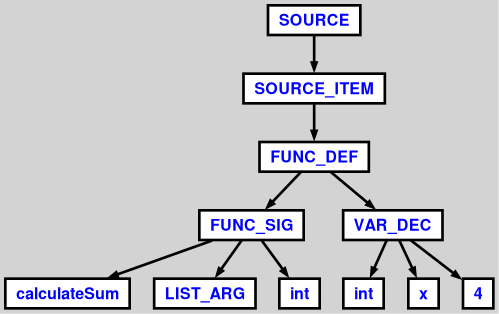 SOURCE
SOURCE_ITEM
FUNC_DEF
FUNC_SIG VAR_DEC
calculateSum LIST_ARG int int x 4